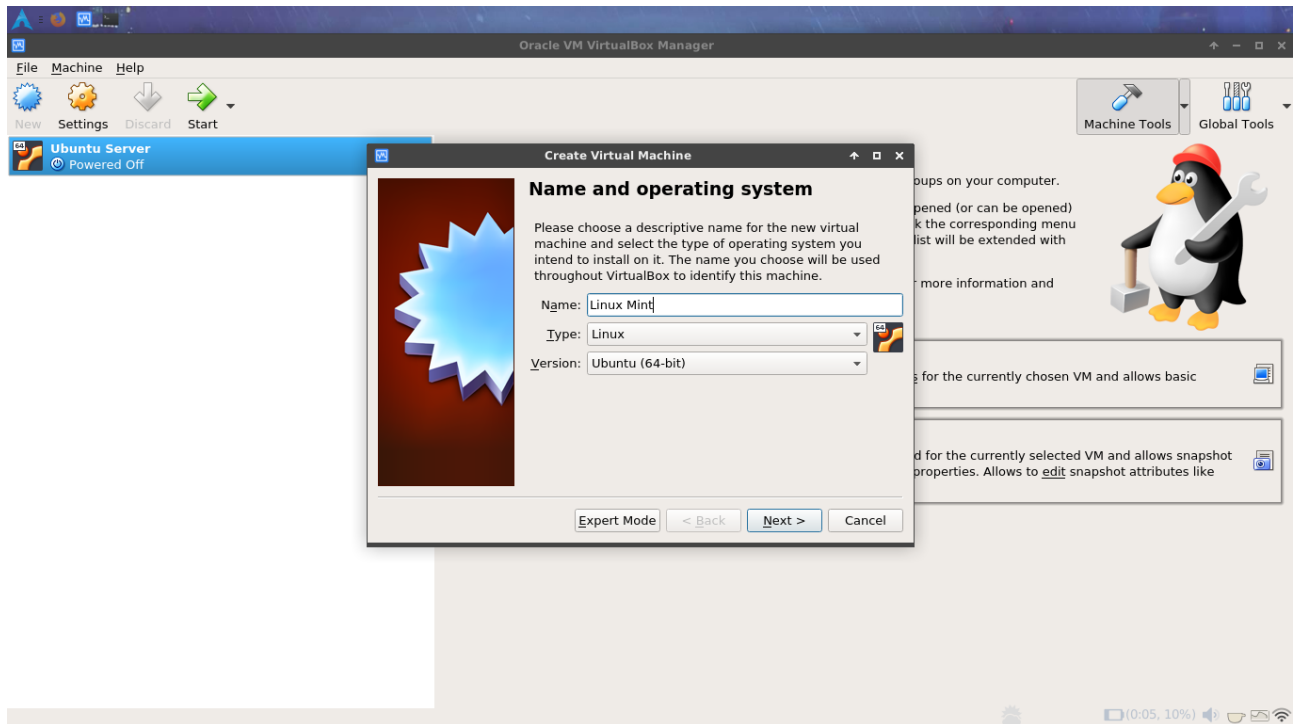 Oracle VM VirtualBox Manager
File Machine Help
New Settings Discard Start
Machine Tools Global Tools
64
Ubuntu Server
Powered Off
Create Virtual Machine
Name and operating system
Please choose a descriptive name for the new virtual
machine and select the type of operating system you
intend to install on it. The name you choose will be used
throughout VirtualBox to identify this machine.
Name: Linux Mint
Type: Linux
64
Version: Ubuntu (64-bit)
Expert Mode < Back Next > Cancel
oups on your computer.
pened (or can be opened)
k the corresponding menu
list will be extended with
more information and
for the currently chosen VM and allows basic
d for the currently selected VM and allows snapshot
properties. Allows to edit snapshot attributes like
(0:05, 10%)